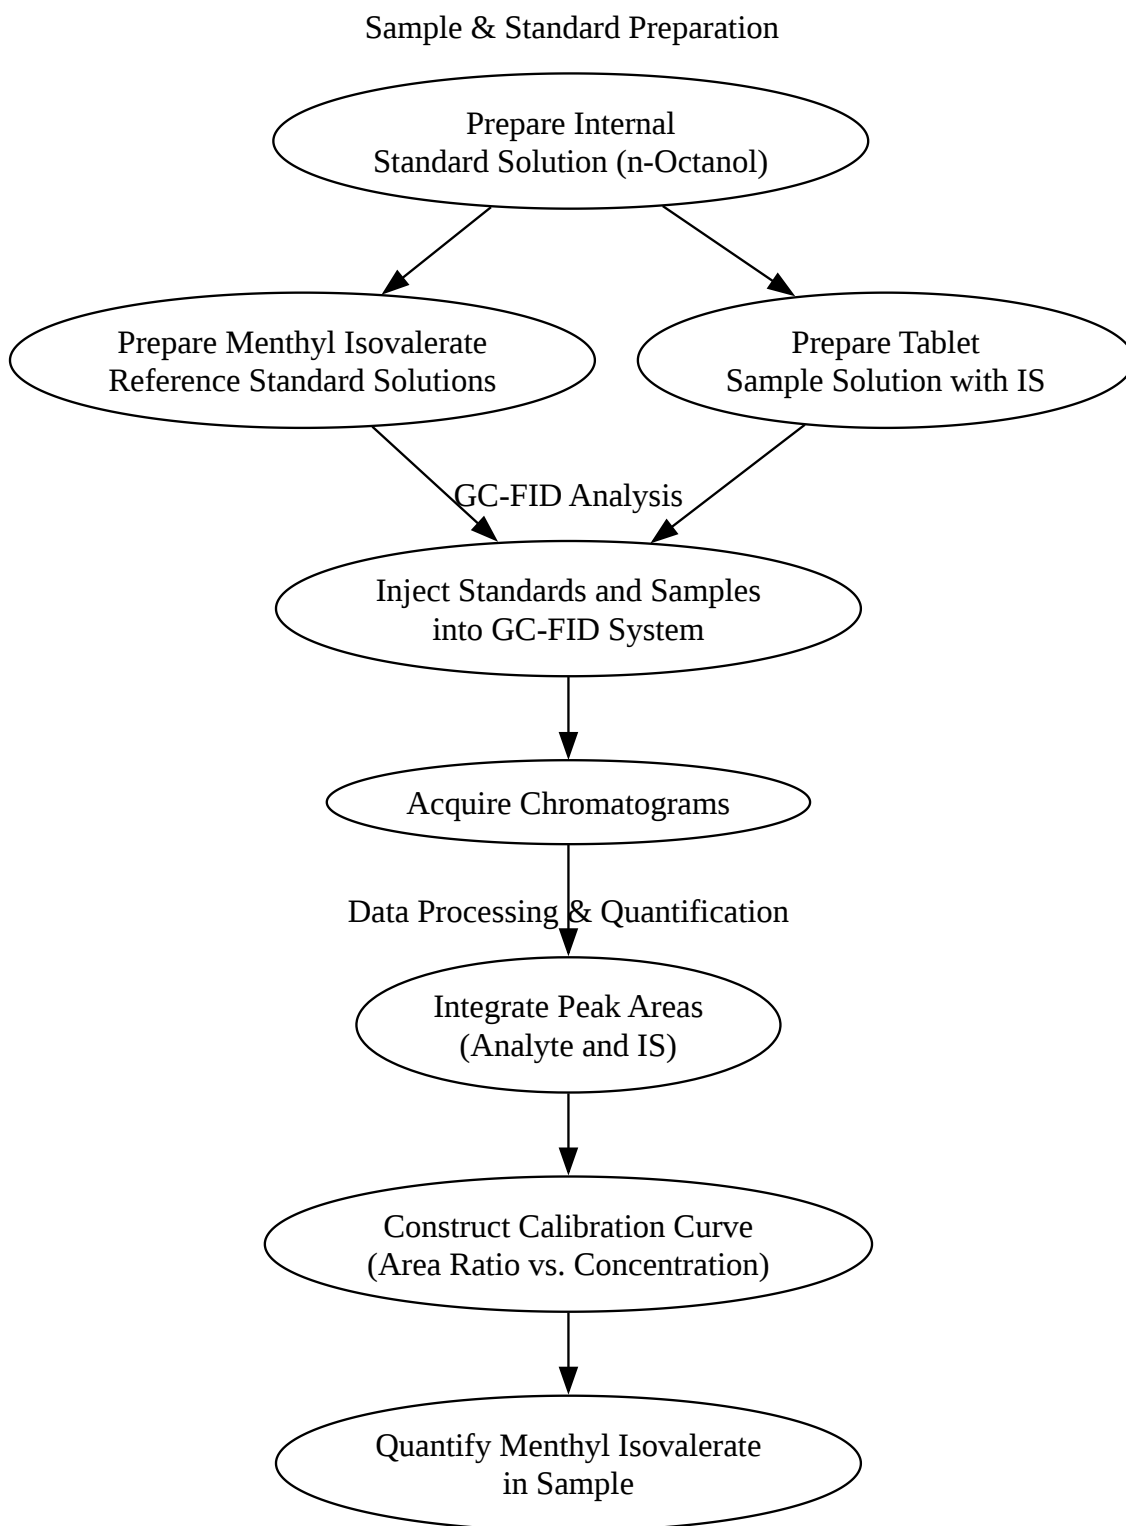 Sample & Standard Preparation
Prepare Internal
Standard Solution (n-Octanol)
Prepare Menthyl Isovalerate
Reference Standard Solutions
Prepare Tablet
Sample Solution with IS
GC-FID Analysis
Inject Standards and Samples
into GC-FID System
Acquire Chromatograms
Data Processing & Quantification
Integrate Peak Areas
(Analyte and IS)
Construct Calibration Curve
(Area Ratio vs. Concentration)
Quantify Menthyl Isovalerate
in Sample